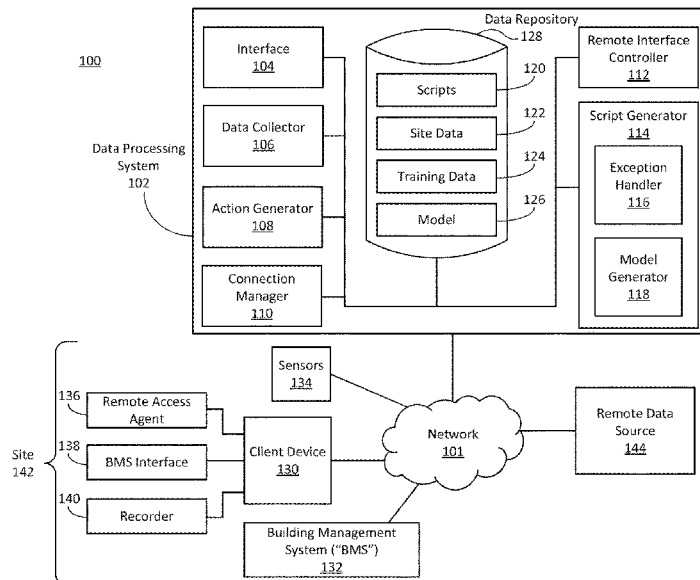 100
Data Processing
System
102
Interface
104
Data Collector
106
Action Generator
108
Connection
Manager
110
Data Repository
128
Scripts
120
Site Data
122
Training Data
124
Model
126
Remote Interface
Controller
112
Script Generator
114
Exception
Handler
116
Model
Generator
118
Site
142
Sensors
134
136
Remote Access
Agent
138
BMS Interface
140
Recorder
Client Device
130
Network
101
Remote Data
Source
144
Building Management
System ("BMS")
132